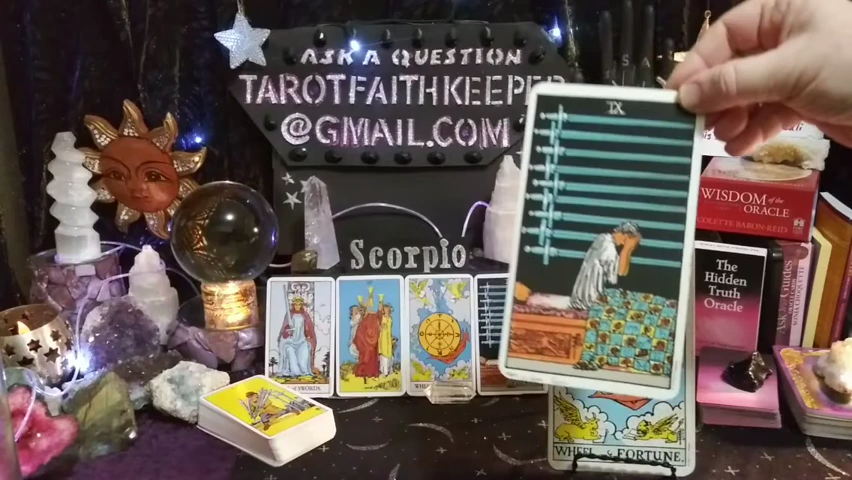 ASK A QUESTION
TAROTFAITHKEEPER
@GMAIL.COM
IX
WISDOM of the
ORACLE
COLETTE BARON-REID
The
Hidden
Truth
Oracle
Scorpio
WHEEL of FORTUNE.